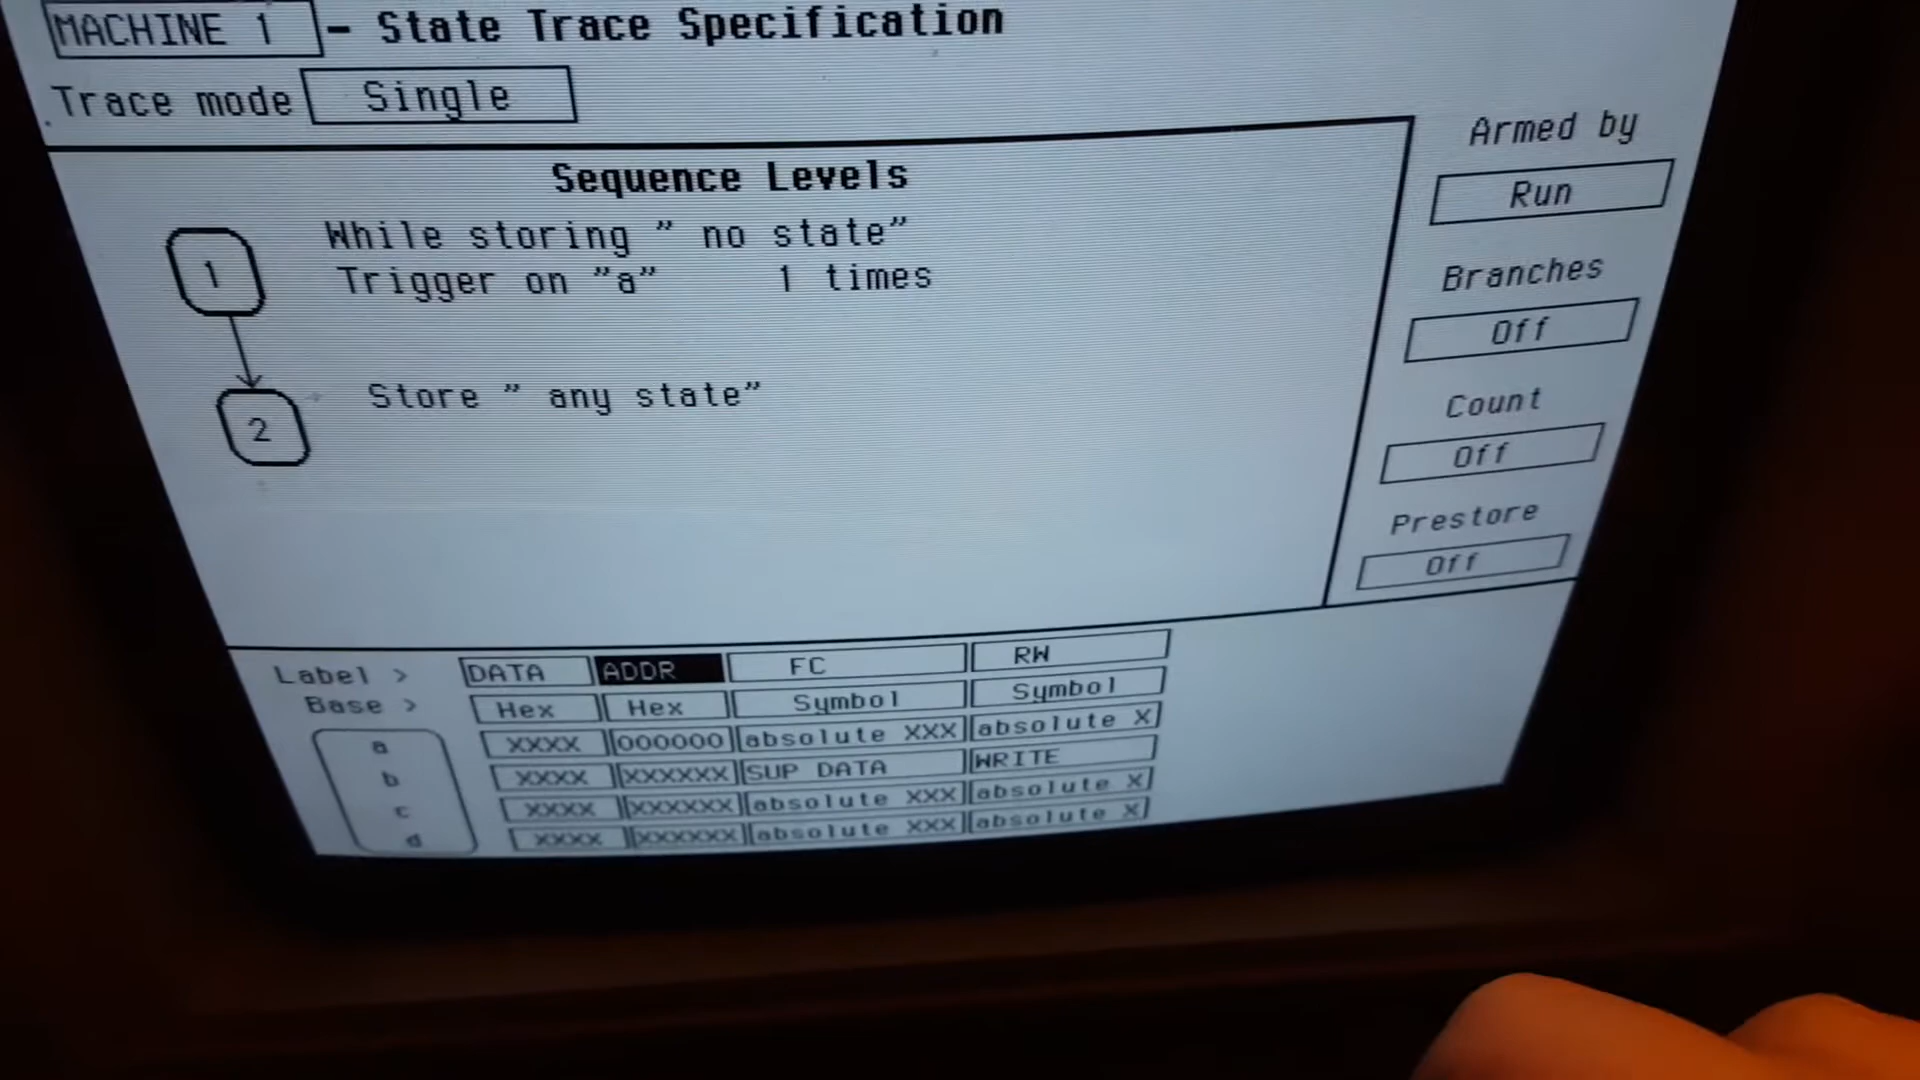 MACHINE 1 - State Trace Specification
Trace mode Single
Armed by
Run
Sequence Levels
1 While storing " no state"
Trigger on "a" 1 times
Branches
Off
2 Store " any state"
Count
Off
Prestore
Off
Label > DATA ADDR FC RW
Base > Hex Hex Symbol Symbol
a XXXX 000000 absolute XXX absolute X
b XXXX XXXXXX SUP DATA WRITE
c XXXX XXXXXX absolute XXX absolute X
d XXXX XXXXXX absolute XXX absolute X